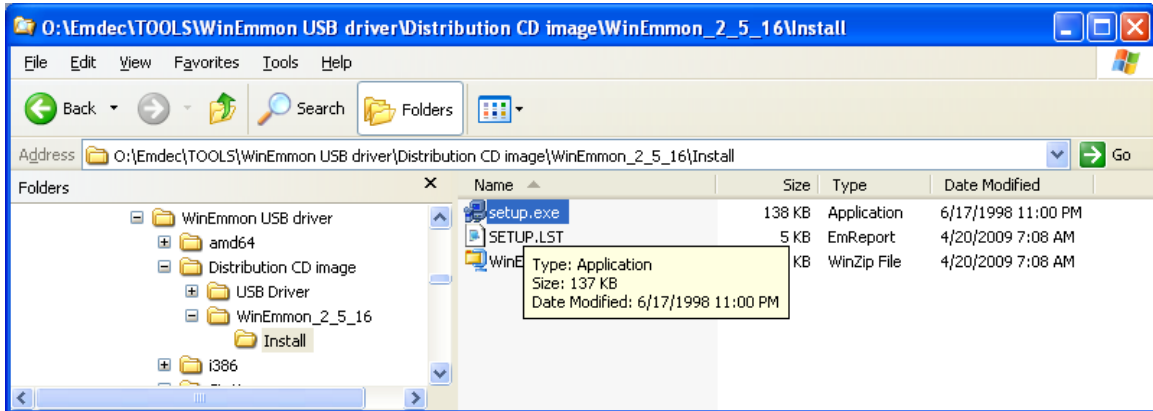 O:\Emdec\TOOLS\WinEmmon USB driver\Distribution CD image\WinEmmon_2_5_16\Install
File Edit View Favorites Tools Help
Back Search Folders
Address O:\Emdec\TOOLS\WinEmmon USB driver\Distribution CD image\WinEmmon_2_5_16\Install Go
Folders x Name Size Type Date Modified
WinEmmon USB driver
amd64
Distribution CD image
USB Driver
WinEmmon_2_5_16
Install
i386
setup.exe 138 KB Application 6/17/1998 11:00 PM
SETUP.LST 5 KB EmReport 4/20/2009 7:08 AM
WinE KB WinZip File 4/20/2009 7:08 AM
Type: Application
Size: 137 KB
Date Modified: 6/17/1998 11:00 PM